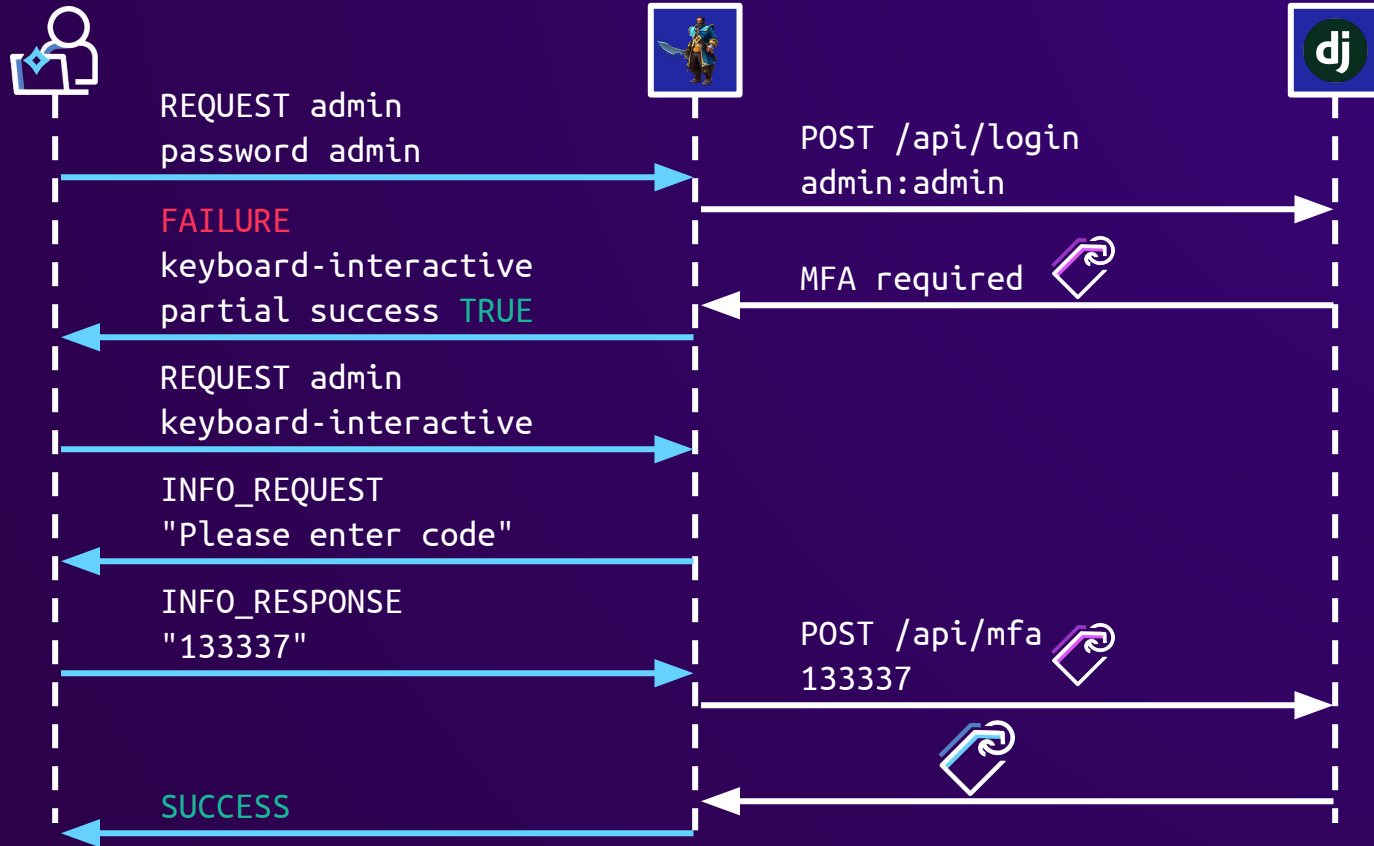 dj
REQUEST admin
password admin
POST /api/login
admin:admin
FAILURE
keyboard-interactive
partial success TRUE
MFA required
REQUEST admin
keyboard-interactive
INFO_REQUEST
"Please enter code"
INFO_RESPONSE
"133337"
POST /api/mfa
133337
SUCCESS